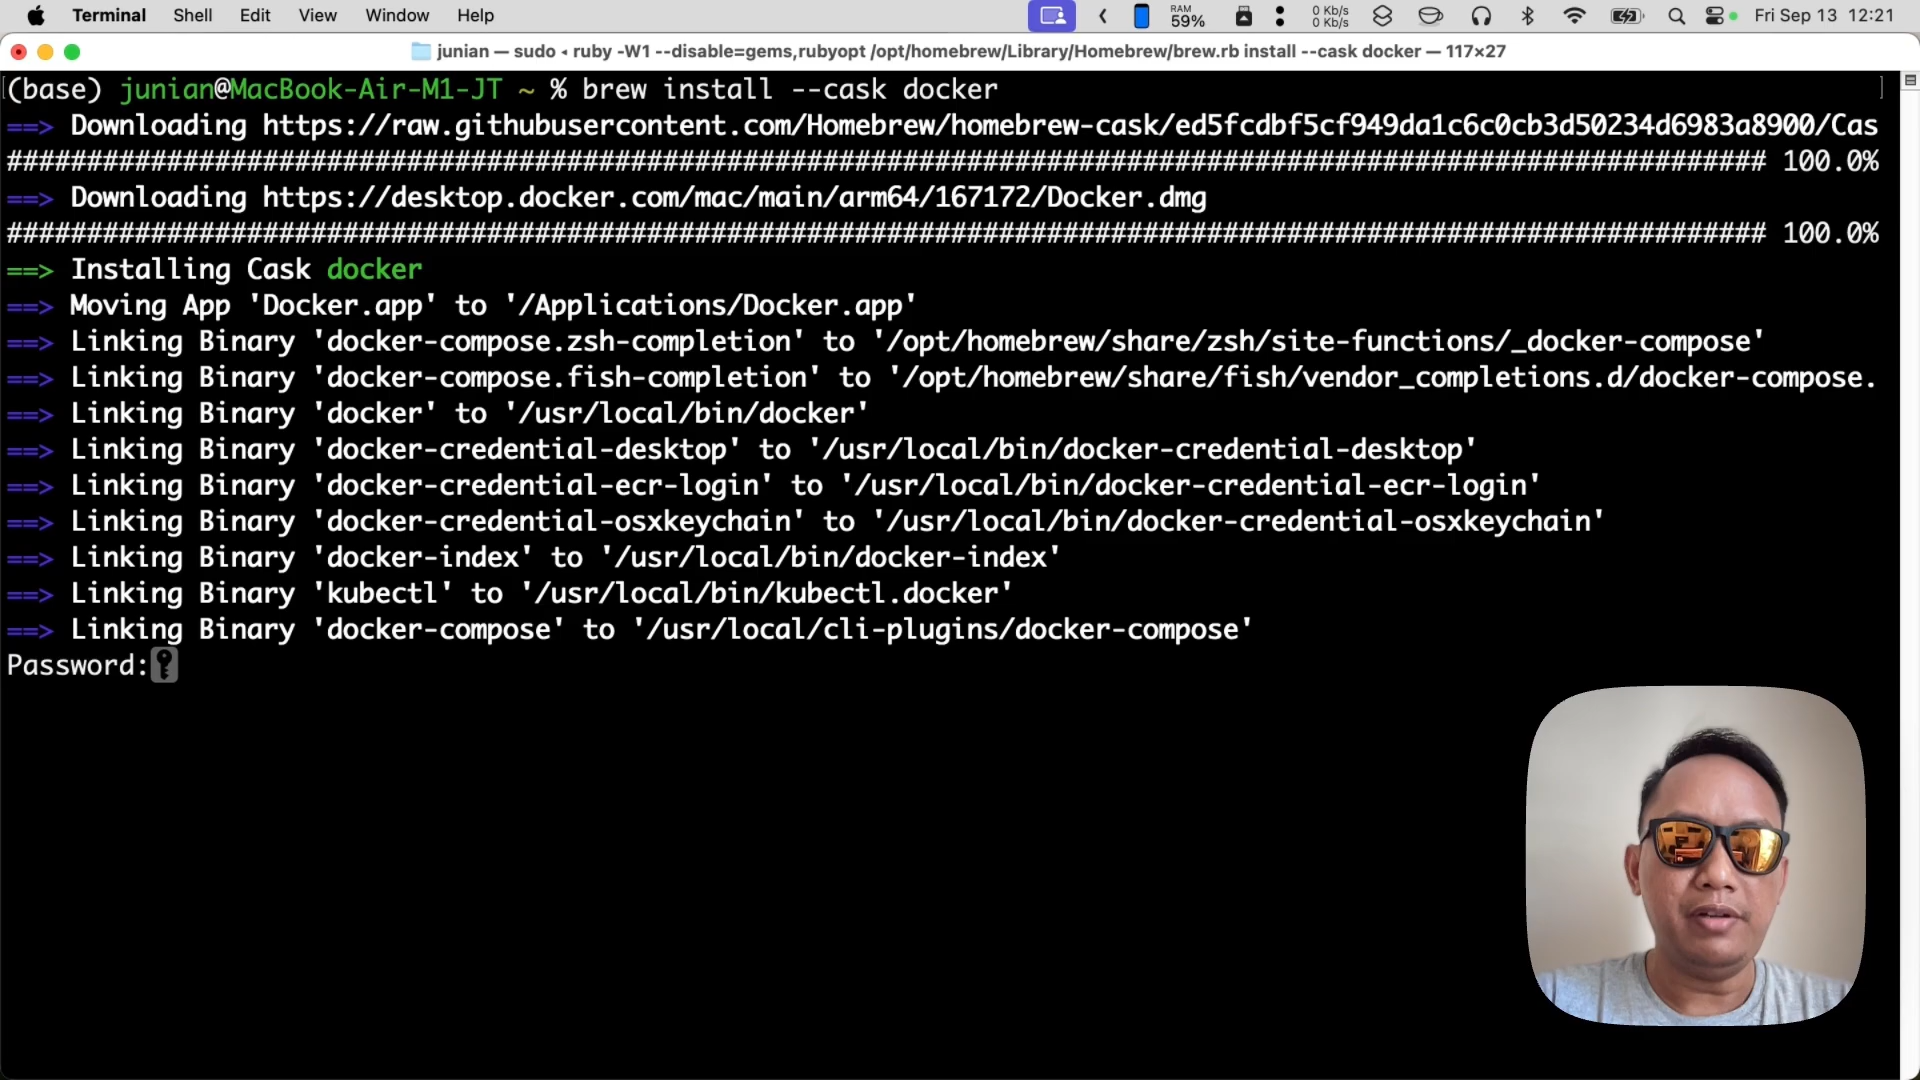 Terminal Shell Edit View Window Help RAM 59% 0 Kb/s 0 Kb/s Fri Sep 13 12:21
junian — sudo ◂ ruby -W1 --disable=gems,rubyopt /opt/homebrew/Library/Homebrew/brew.rb install --cask docker — 117×27
(base) junian@MacBook-Air-M1-JT ~ % brew install --cask docker
==> Downloading https://raw.githubusercontent.com/Homebrew/homebrew-cask/ed5fcdbf5cf949da1c6c0cb3d50234d6983a8900/Cas
############################################################################################################## 100.0%
==> Downloading https://desktop.docker.com/mac/main/arm64/167172/Docker.dmg
############################################################################################################## 100.0%
==> Installing Cask docker
==> Moving App 'Docker.app' to '/Applications/Docker.app'
==> Linking Binary 'docker-compose.zsh-completion' to '/opt/homebrew/share/zsh/site-functions/_docker-compose'
==> Linking Binary 'docker-compose.fish-completion' to '/opt/homebrew/share/fish/vendor_completions.d/docker-compose.
==> Linking Binary 'docker' to '/usr/local/bin/docker'
==> Linking Binary 'docker-credential-desktop' to '/usr/local/bin/docker-credential-desktop'
==> Linking Binary 'docker-credential-ecr-login' to '/usr/local/bin/docker-credential-ecr-login'
==> Linking Binary 'docker-credential-osxkeychain' to '/usr/local/bin/docker-credential-osxkeychain'
==> Linking Binary 'docker-index' to '/usr/local/bin/docker-index'
==> Linking Binary 'kubectl' to '/usr/local/bin/kubectl.docker'
==> Linking Binary 'docker-compose' to '/usr/local/cli-plugins/docker-compose'
Password: